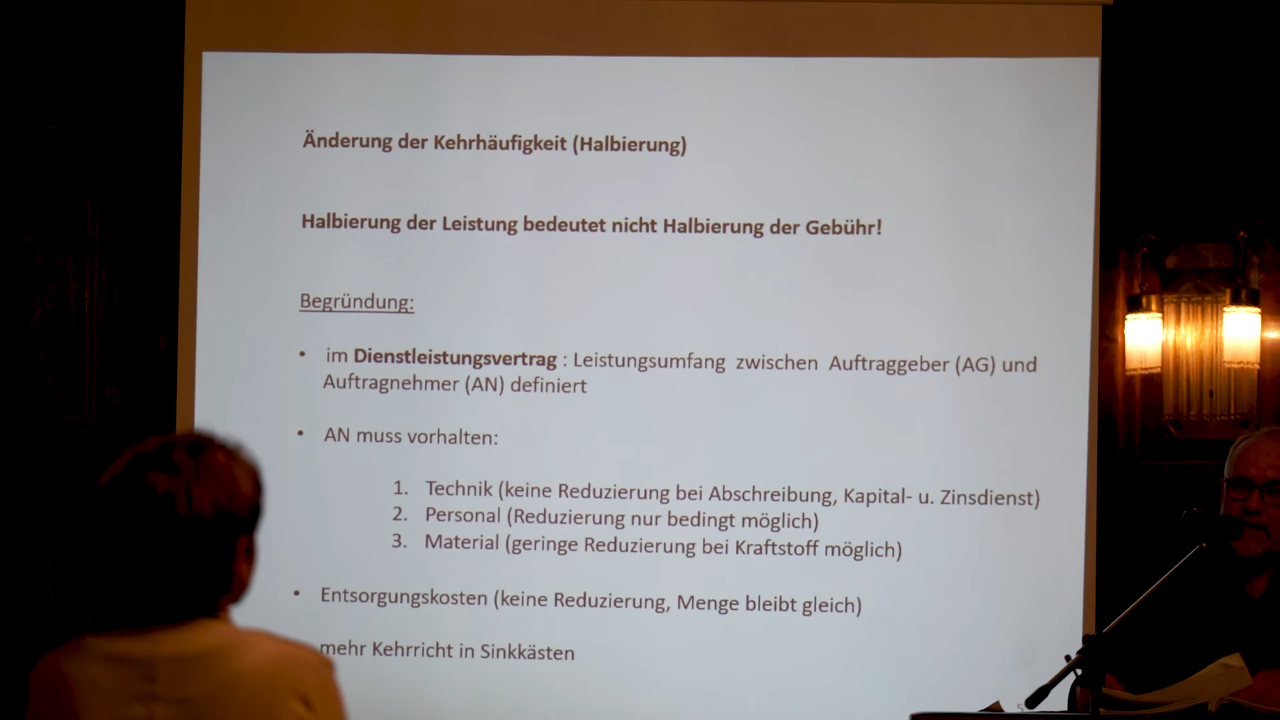 Änderung der Kehrhäufigkeit (Halbierung)
Halbierung der Leistung bedeutet nicht Halbierung der Gebühr!
Begründung:
• im Dienstleistungsvertrag : Leistungsumfang zwischen Auftraggeber (AG) und
Auftragnehmer (AN) definiert
• AN muss vorhalten:
1. Technik (keine Reduzierung bei Abschreibung, Kapital- u. Zinsdienst)
2. Personal (Reduzierung nur bedingt möglich)
3. Material (geringe Reduzierung bei Kraftstoff möglich)
• Entsorgungskosten (keine Reduzierung, Menge bleibt gleich)
mehr Kehrricht in Sinkkästen